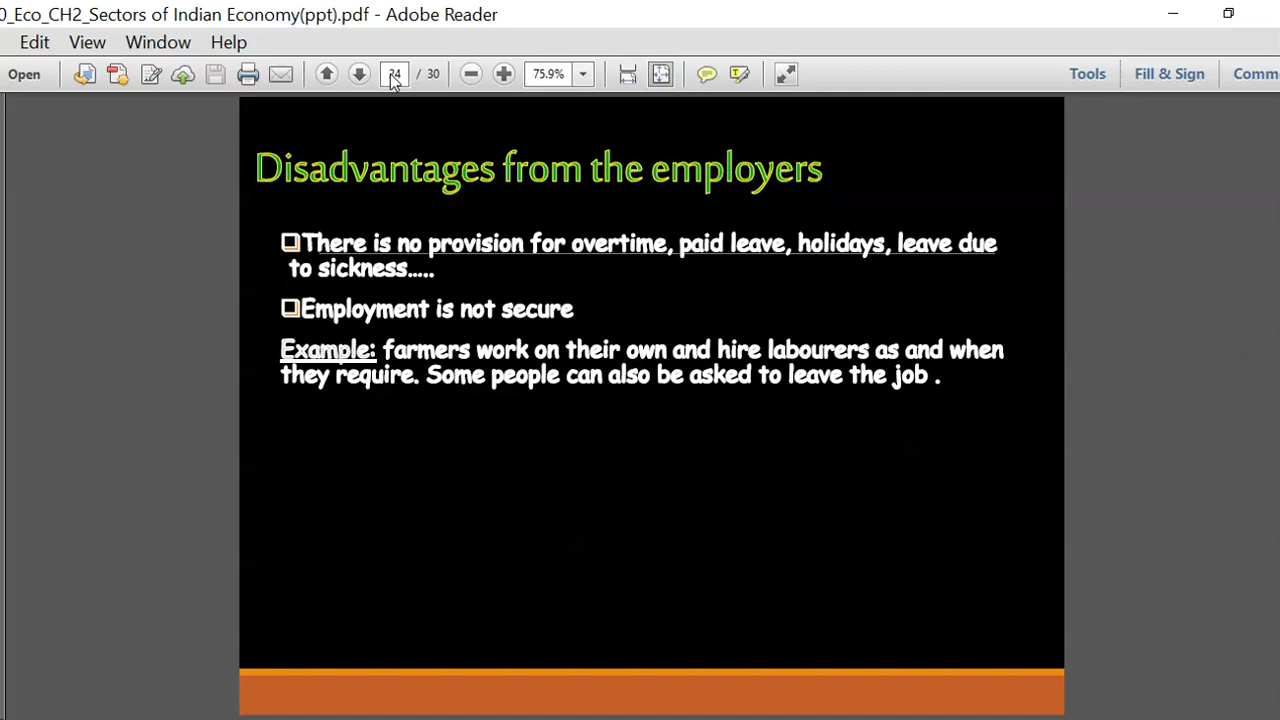 0_Eco_CH2_Sectors of Indian Economy(ppt).pdf - Adobe Reader
Edit View Window Help
Open / 30 75.9% Tools Fill & Sign Comm
Disadvantages from the employers
There is no provision for overtime, paid leave, holidays, leave due
to sickness.....
Employment is not secure
Example: farmers work on their own and hire labourers as and when
they require. Some people can also be asked to leave the job .